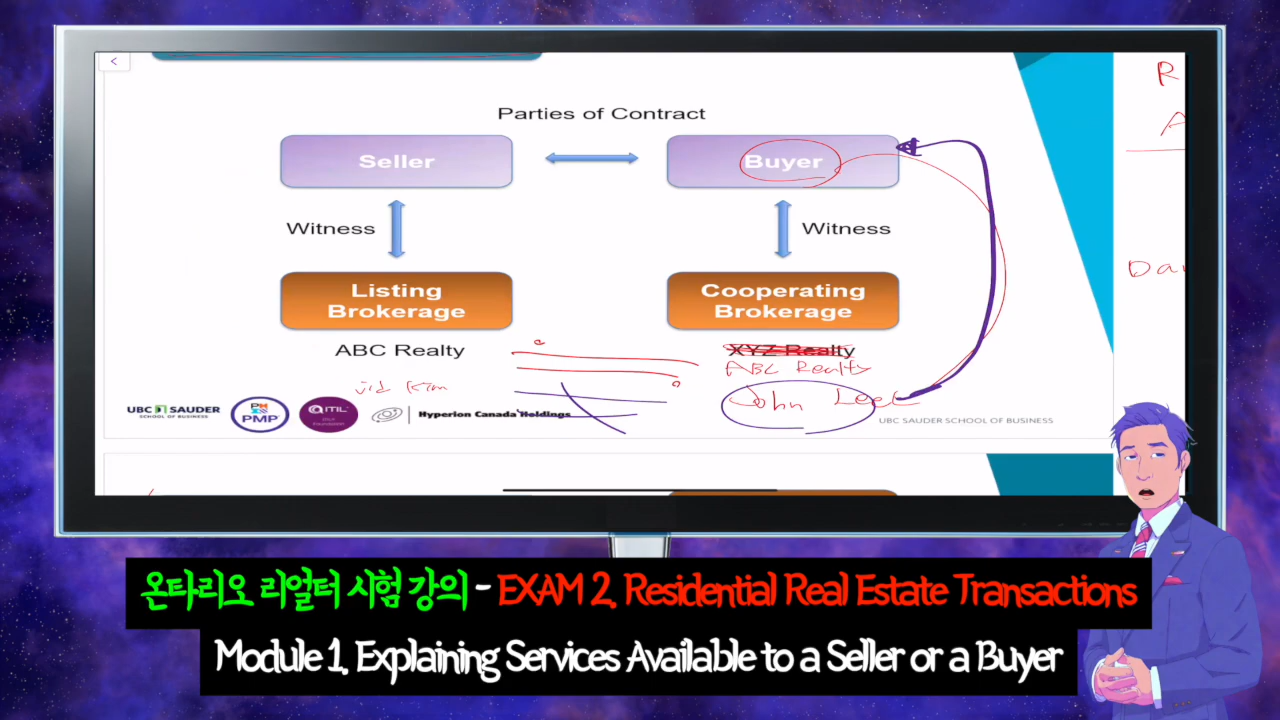 Parties of Contract
Seller
Buyer
Witness
Witness
Listing
Brokerage
Cooperating
Brokerage
ABC Realty
XYZ Realty
ABC Realty
Kim
John Lee
R
A
UBC SAUDER
SCHOOL OF BUSINESS
PMP
ITIL
Hyperion Canada Holdings
UBC SAUDER SCHOOL OF BUSINESS
온타리오 리얼터 시험 강의 - EXAM 2, Residential Real Estate Transactions
Module 1, Explaining Services Available to a Seller or a Buyer